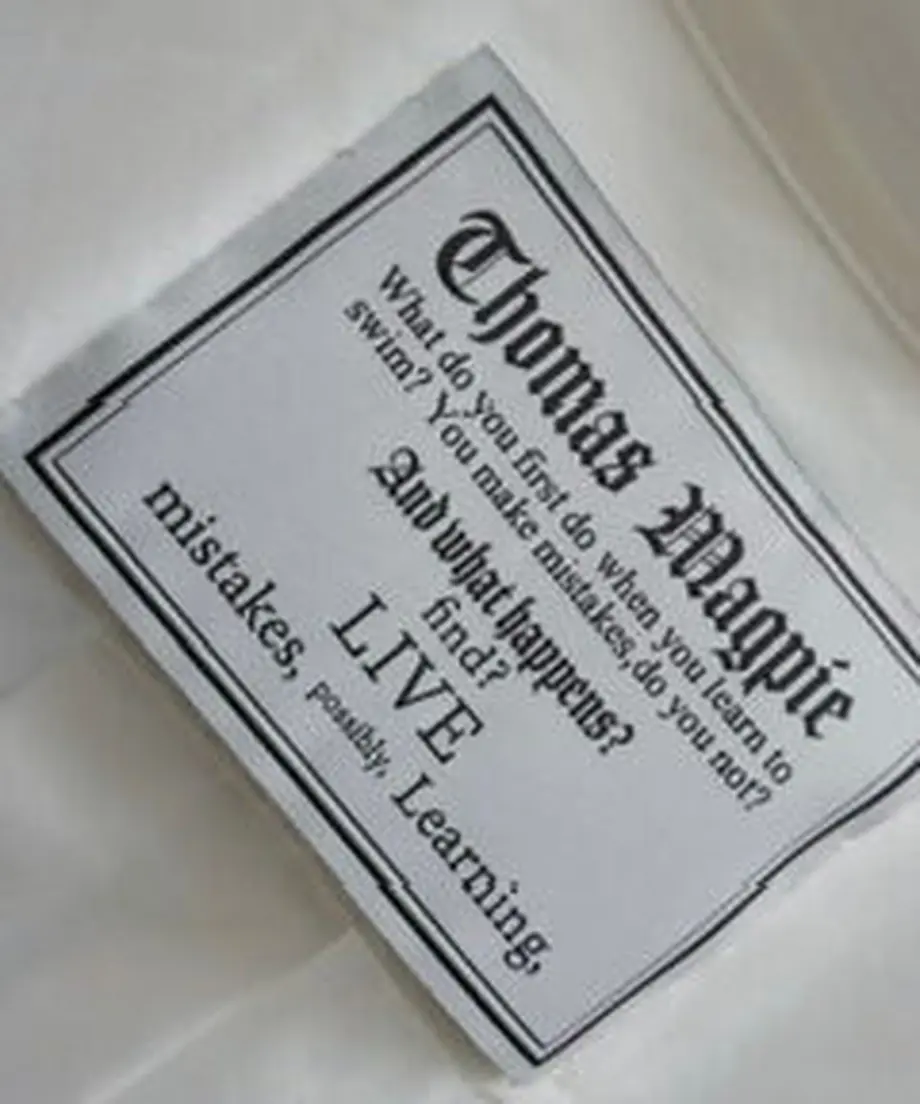 Thomas Magpie
What do you first do when you learn to
swim? You make mistakes, do you not?
And what happens?
find?
LIVE
mistakes, possibly, Learning,